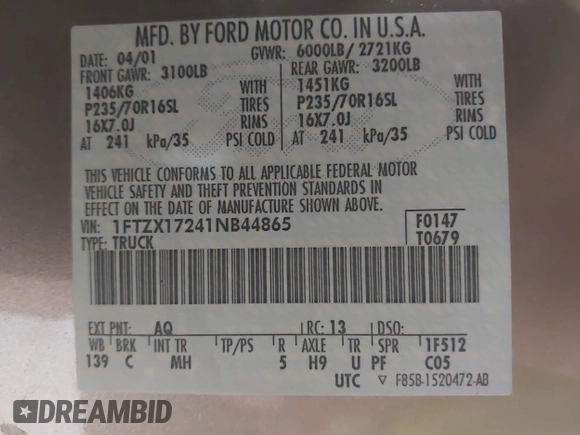 MFD. BY FORD MOTOR CO. IN U.S.A.
DATE: 04/01 GVWR: 6000LB/ 2721KG
FRONT GAWR: 3100LB REAR GAWR: 3200LB
1406KG WITH 1451KG WITH
P235/70R16SL TIRES P235/70R16SL TIRES
16X7.0J RIMS 16X7.0J RIMS
AT 241 kPa/35 PSI COLD AT 241 kPa/35 PSI COLD
THIS VEHICLE CONFORMS TO ALL APPLICABLE FEDERAL MOTOR
VEHICLE SAFETY AND THEFT PREVENTION STANDARDS IN
EFFECT ON THE DATE OF MANUFACTURE SHOWN ABOVE.
VIN: 1FTZX17241NB44865 F0147
TYPE: TRUCK T0679
EXT PNT: AQ RC: 13 DSO:
WB BRK INT TR TP/PS R AXLE TR SPR 1F512
139 C MH 5 H9 U PF C05
UTC ▽ F85B-1520472-AB
DREAMBID